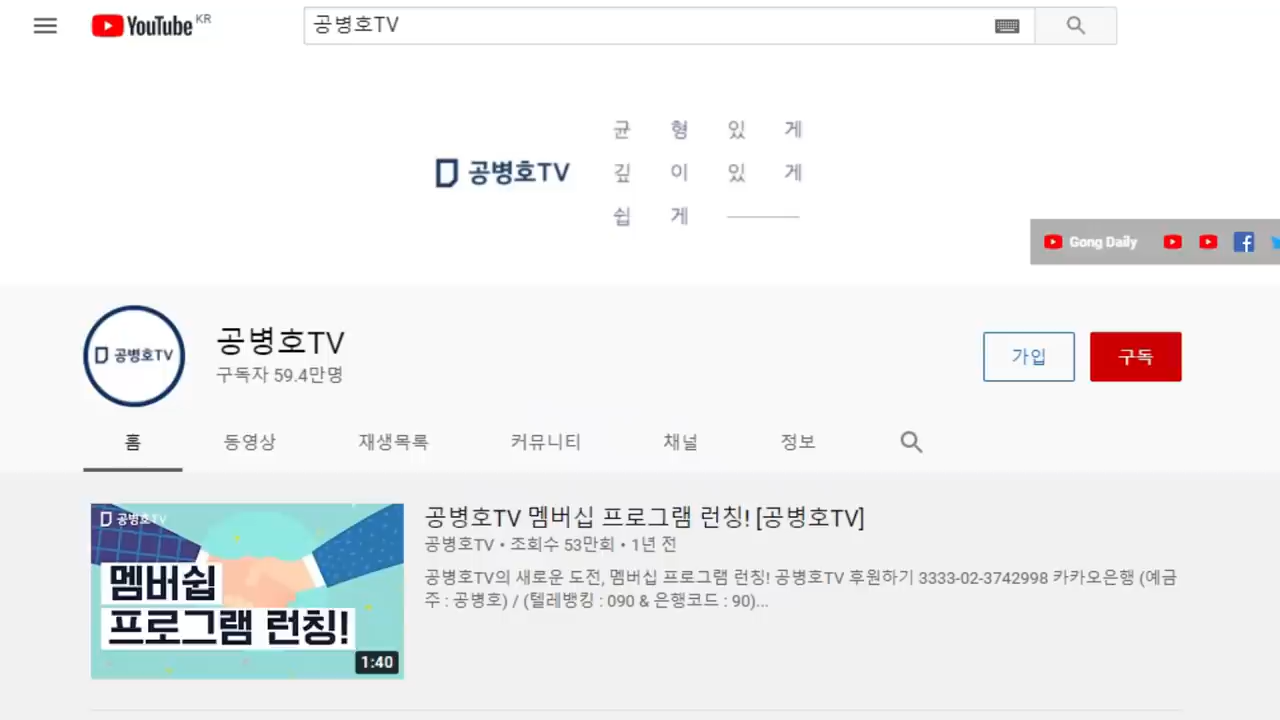 YouTube KR
공병호TV
공병호TV
균 형 있 게
깊 이 있 게
쉽 게
Gong Daily
공병호TV
공병호TV
구독자 59.4만명
가입
구독
홈 동영상 재생목록 커뮤니티 채널 정보
공병호TV
멤버쉽
프로그램 런칭!
1:40
공병호TV 멤버십 프로그램 런칭! [공병호TV]
공병호TV • 조회수 53만회 • 1년 전
공병호TV의 새로운 도전, 멤버십 프로그램 런칭! 공병호TV 후원하기 3333-02-3742998 카카오은행 (예금
주 : 공병호) / (텔레뱅킹 : 090 & 은행코드 : 90)...